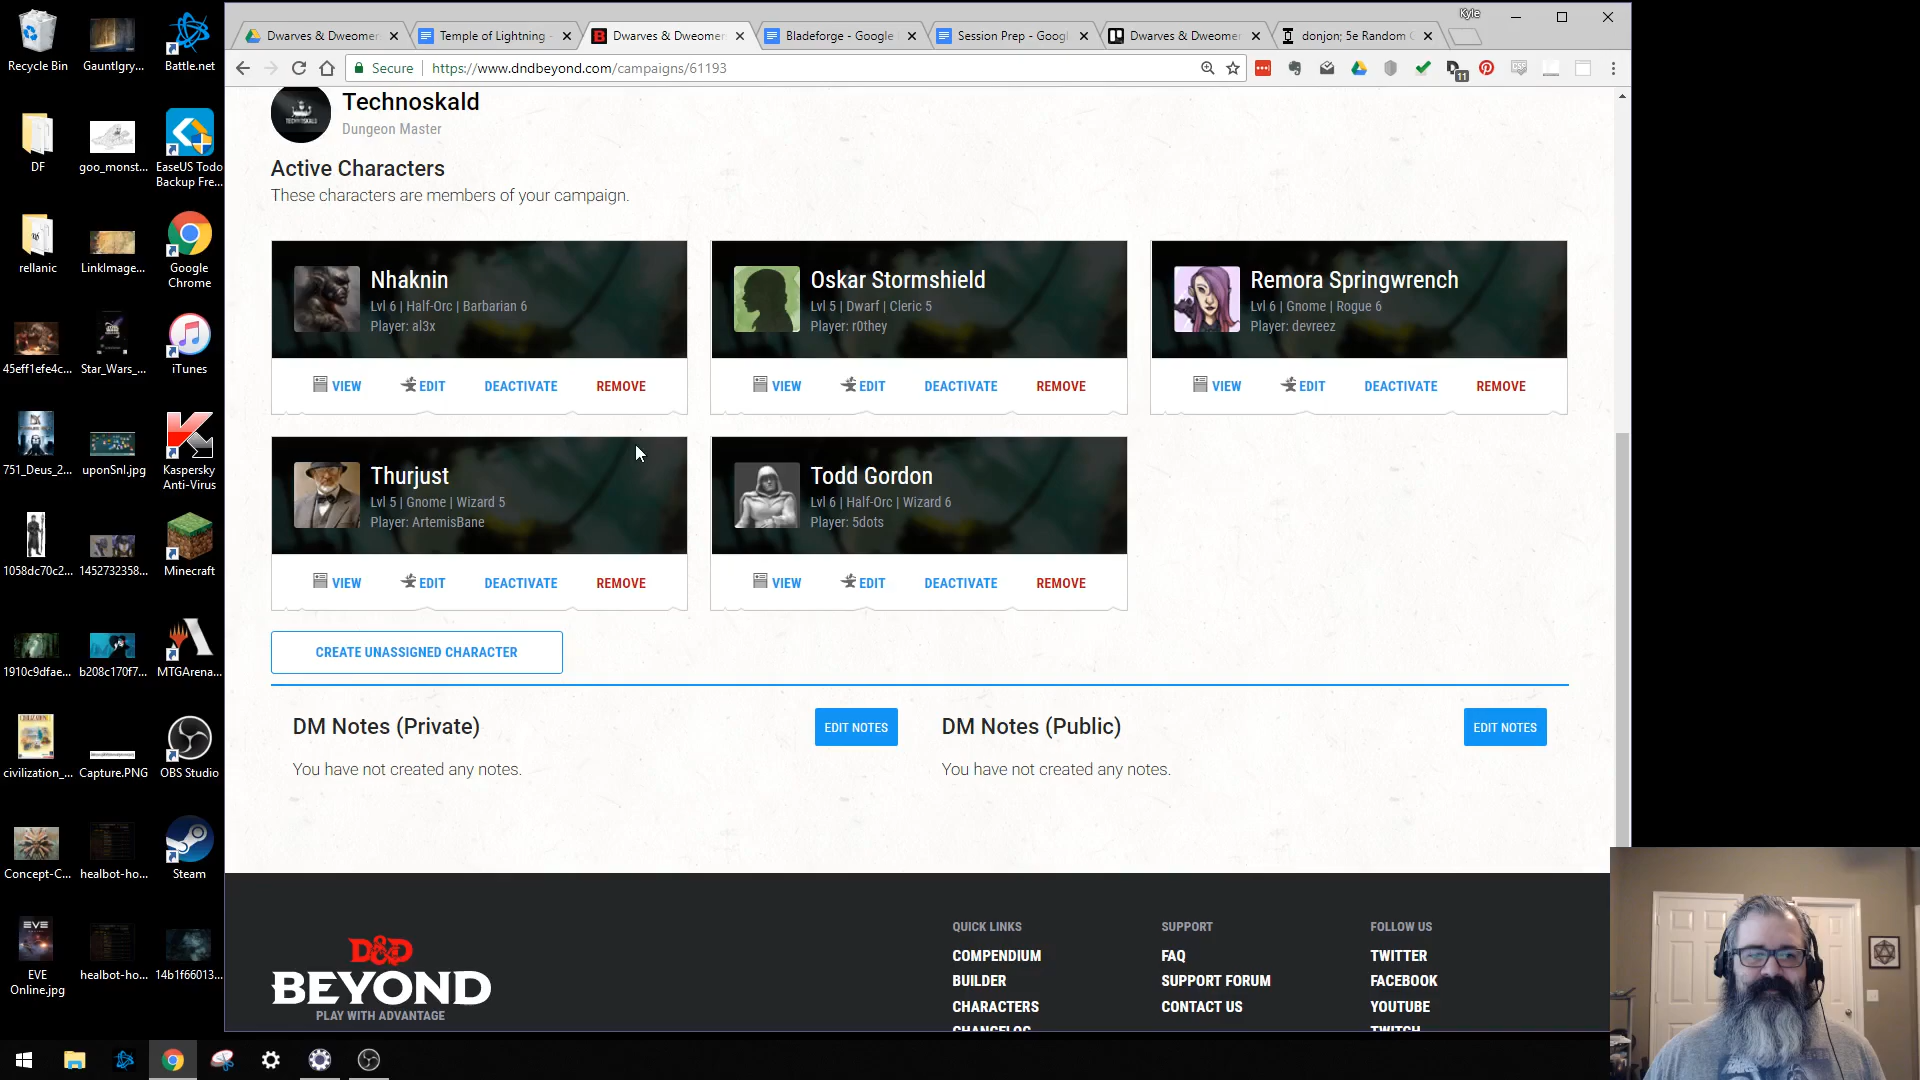 Recycle Bin
Gauntlgry...
Battle.net
DF
goo_monst...
EaseUS Todo
Backup Fre...
rellanic
LinkImage...
Google
Chrome
45eff1efe4c...
Star_Wars_...
iTunes
751_Deus_2...
uponSnl.jpg
Kaspersky
Anti-Virus
1058dc70c2...
1452732358...
Minecraft
1910c9dfae...
b208c170f7...
MTGArena...
civilization_...
Capture.PNG
OBS Studio
Concept-C...
healbot-ho...
Steam
EVE
Online.jpg
healbot-ho...
14b1f66013...
Kyle
Dwarves & Dweomer
Temple of Lightning -
Dwarves & Dweomer
Bladeforge - Google
Session Prep - Googl
Dwarves & Dweomer
donjon; 5e Random
Secure
https://www.dndbeyond.com/campaigns/61193
11
Technoskald
Dungeon Master
Active Characters
These characters are members of your campaign.
Nhaknin
Lvl 6 | Half-Orc | Barbarian 6
Player: al3x
VIEW EDIT DEACTIVATE REMOVE
Oskar Stormshield
Lvl 5 | Dwarf | Cleric 5
Player: r0they
VIEW EDIT DEACTIVATE REMOVE
Remora Springwrench
Lvl 6 | Gnome | Rogue 6
Player: devreez
VIEW EDIT DEACTIVATE REMOVE
Thurjust
Lvl 5 | Gnome | Wizard 5
Player: ArtemisBane
VIEW EDIT DEACTIVATE REMOVE
Todd Gordon
Lvl 6 | Half-Orc | Wizard 6
Player: 5dots
VIEW EDIT DEACTIVATE REMOVE
CREATE UNASSIGNED CHARACTER
DM Notes (Private)
EDIT NOTES
You have not created any notes.
DM Notes (Public)
EDIT NOTES
You have not created any notes.
D&D
BEYOND
PLAY WITH ADVANTAGE
QUICK LINKS
COMPENDIUM
BUILDER
CHARACTERS
CHANGELOG
SUPPORT
FAQ
SUPPORT FORUM
CONTACT US
FOLLOW US
TWITTER
FACEBOOK
YOUTUBE
TWITCH